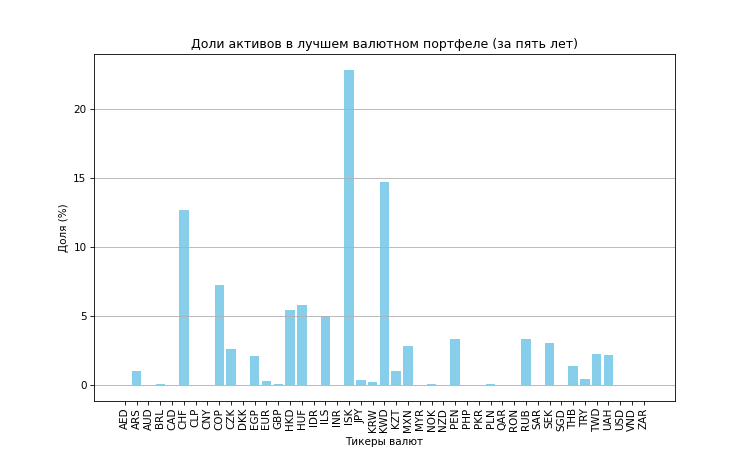 Доли активов в лучшем валютном портфеле (за пять лет)
Доля (%)
20
15
10
5
0
AED ARS AUD BRL CAD CHF CLP CNY COP CZK DKK EGP EUR GBP HKD HUF IDR ILS INR ISK JPY KRW KWD KZT MXN MYR NOK NZD PEN PHP PKR PLN QAR RON RUB SAR SEK SGD THB TRY TWD UAH USD VND ZAR
Тикеры валют